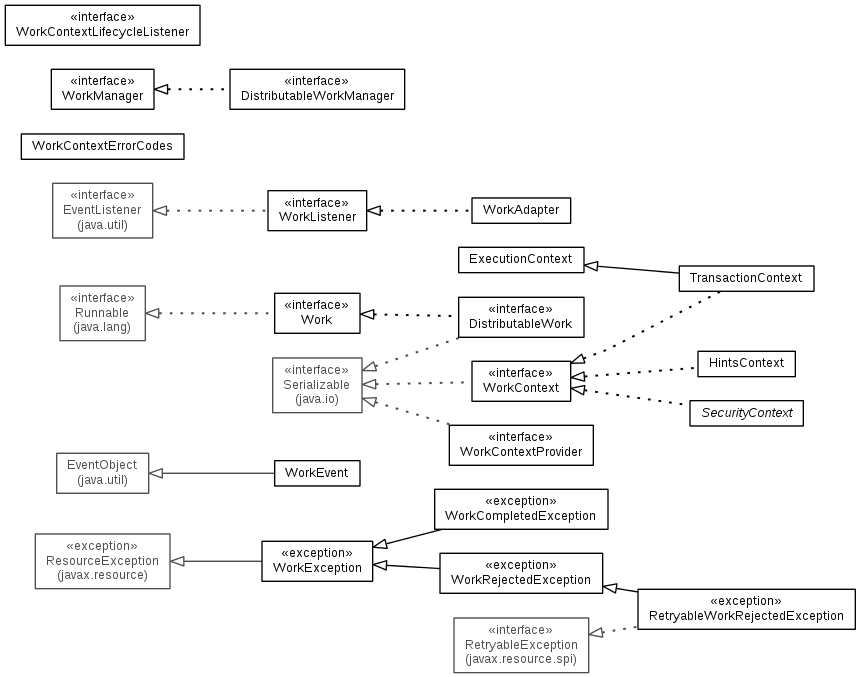 «interface»
WorkContextLifecycleListener
«interface»
WorkManager
«interface»
DistributableWorkManager
WorkContextErrorCodes
«interface»
EventListener
(java.util)
«interface»
WorkListener
WorkAdapter
ExecutionContext
TransactionContext
«interface»
Runnable
(java.lang)
«interface»
Work
«interface»
DistributableWork
«interface»
Serializable
(java.io)
«interface»
WorkContext
HintsContext
SecurityContext
«interface»
WorkContextProvider
EventObject
(java.util)
WorkEvent
«exception»
WorkCompletedException
«exception»
ResourceException
(javax.resource)
«exception»
WorkException
«exception»
WorkRejectedException
«exception»
RetryableWorkRejectedException
«interface»
RetryableException
(javax.resource.spi)